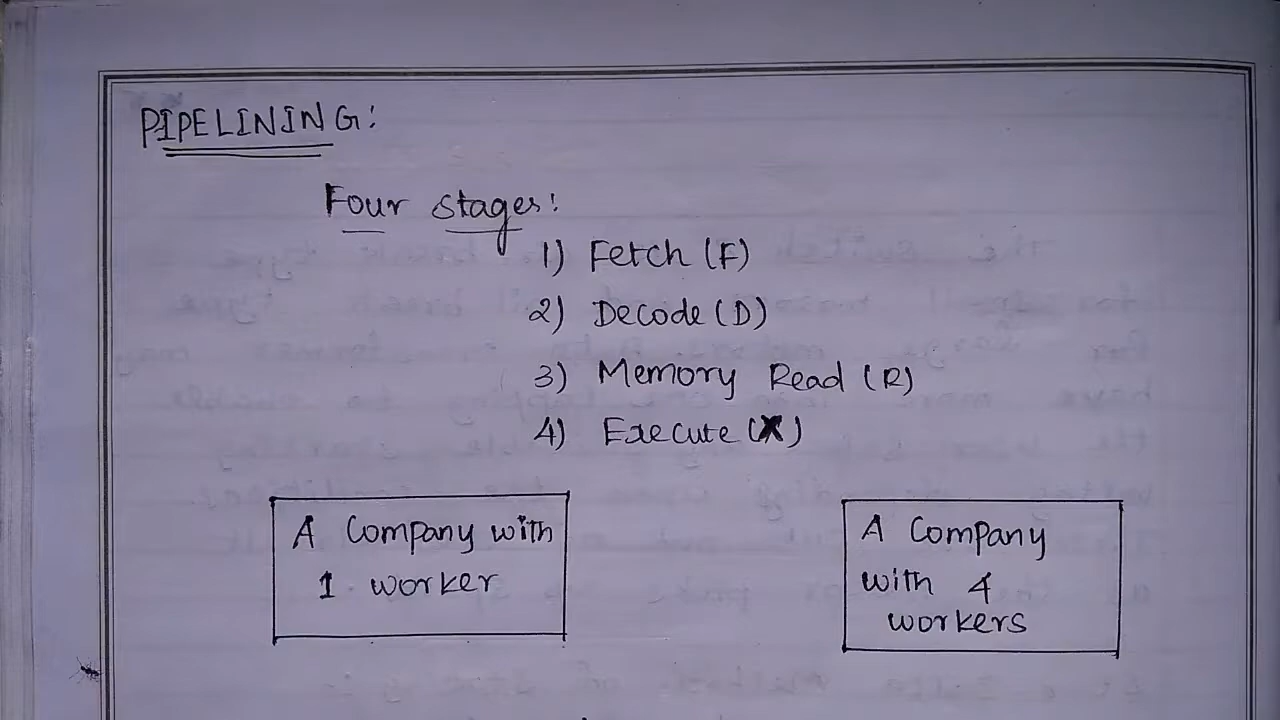 PIPELINING:
Four stages:
1) Fetch (F)
2) Decode (D)
3) Memory Read (R)
4) Execute (X)
A Company with
1 worker
A Company
with 4
workers